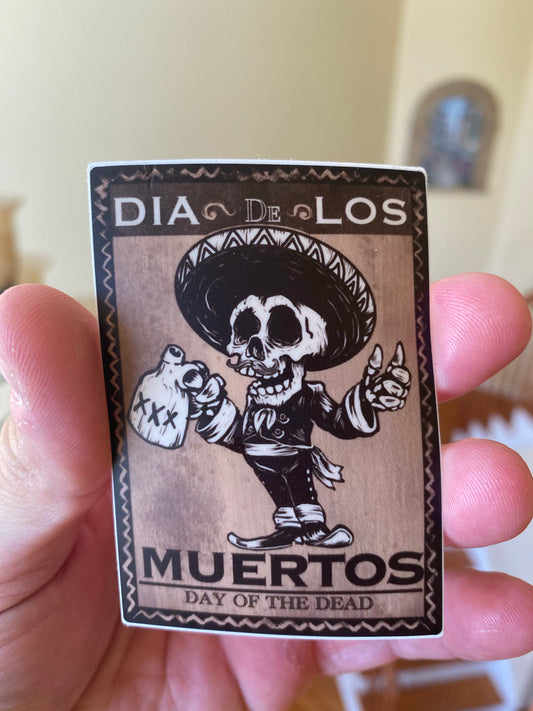 DIA DE LOS
XXX
MUERTOS
DAY OF THE DEAD